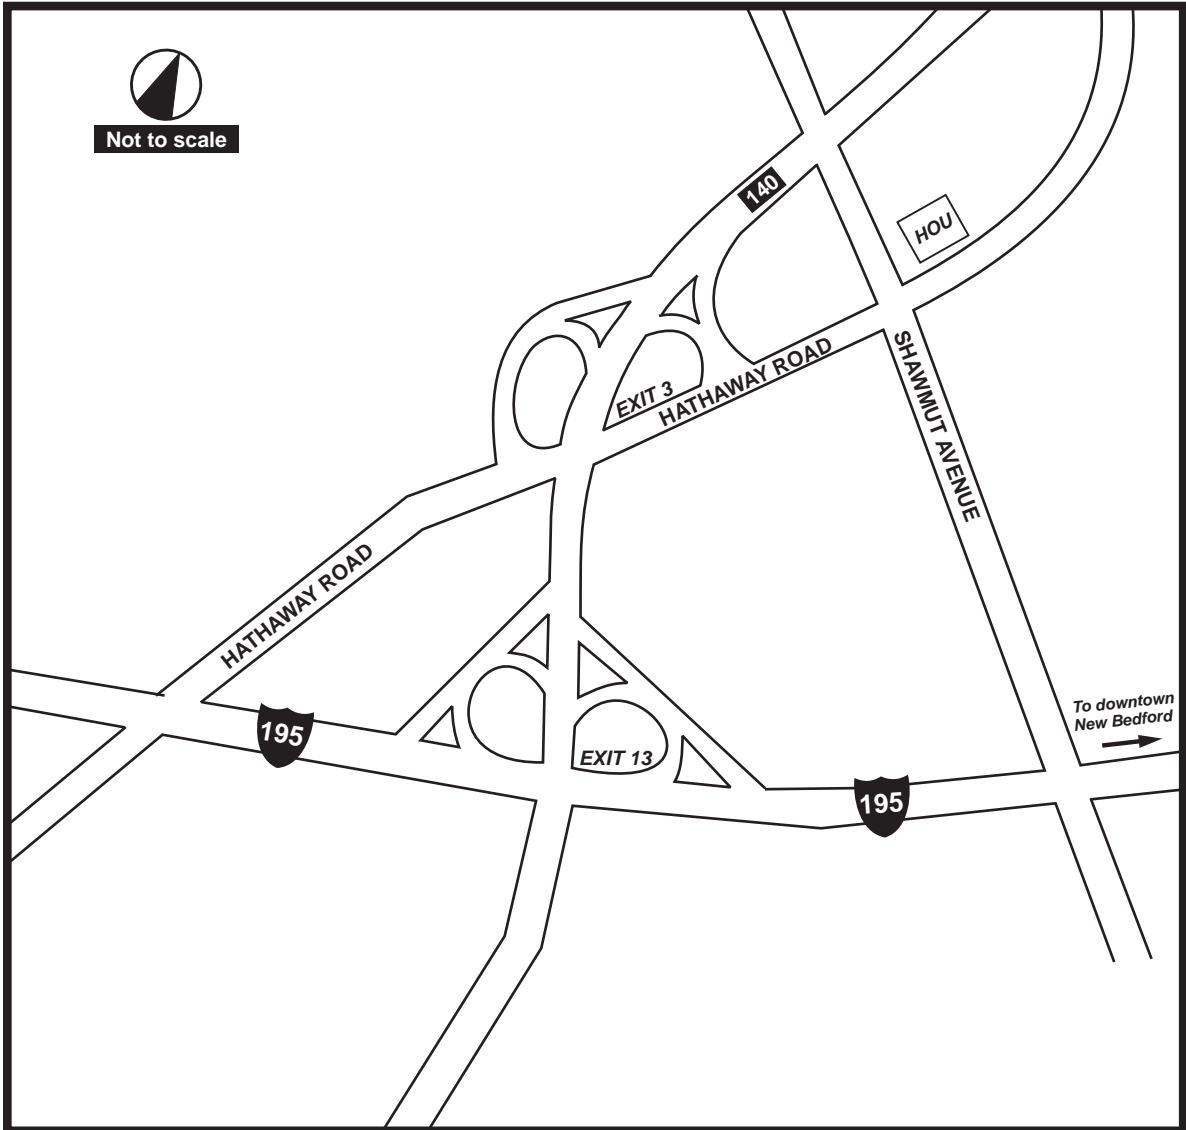 Not to scale
140
HOU
EXIT 3
HATHAWAY ROAD
SHAWMUT AVENUE
HATHAWAY ROAD
195
EXIT 13
To downtown
New Bedford
195